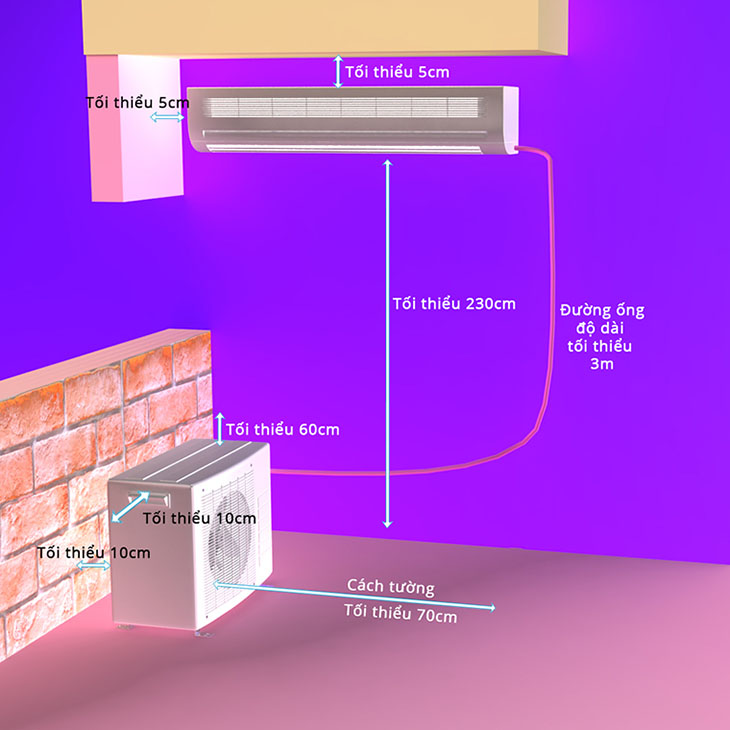 Tối thiểu 5cm
Tối thiểu 5cm
Tối thiểu 230cm
Đường ống
độ dài
tối thiểu
3m
Tối thiểu 60cm
Tối thiểu 10cm
Tối thiểu 10cm
Cách tường
Tối thiểu 70cm